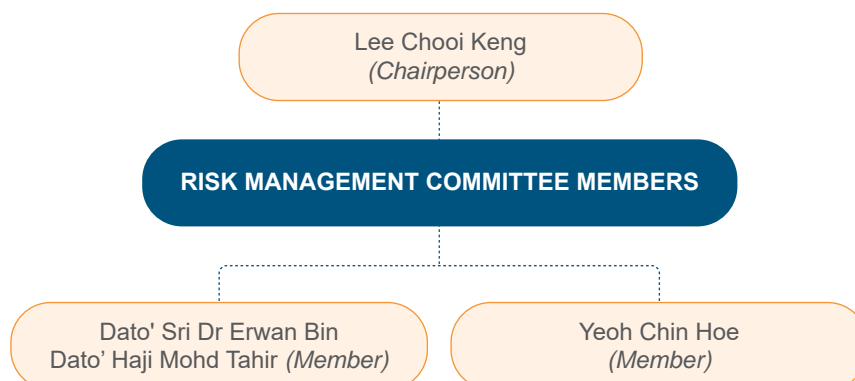 Lee Chooi Keng
(Chairperson)
RISK MANAGEMENT COMMITTEE MEMBERS
Dato' Sri Dr Erwan Bin
Dato’ Haji Mohd Tahir (Member)
Yeoh Chin Hoe
(Member)